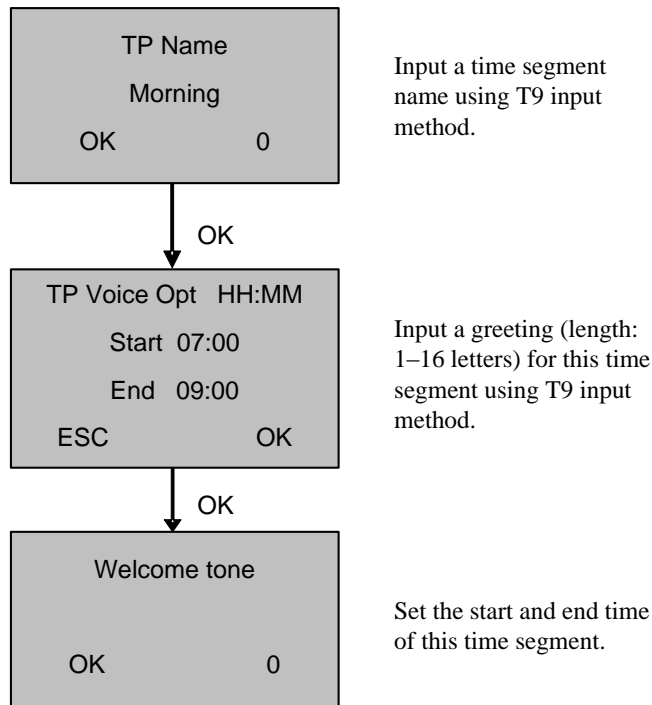 TP Name
Morning
OK 0
Input a time segment
name using T9 input
method.
OK
TP Voice Opt HH:MM
Start 07:00
End 09:00
ESC OK
Input a greeting (length:
1–16 letters) for this time
segment using T9 input
method.
OK
Welcome tone
OK 0
Set the start and end time
of this time segment.